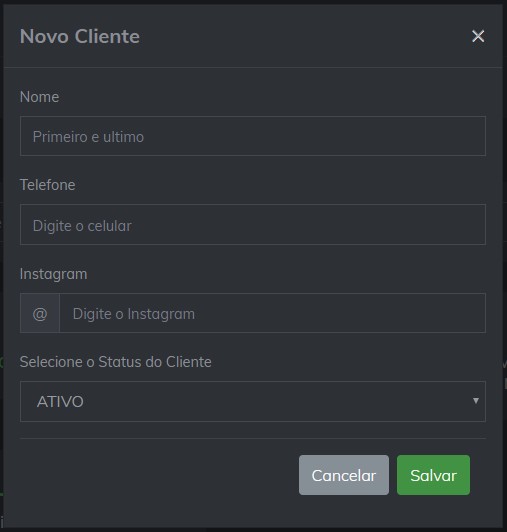 Novo Cliente ×
Nome
Primeiro e ultimo
Telefone
Digite o celular
Instagram
@ Digite o Instagram
Selecione o Status do Cliente
ATIVO
Cancelar Salvar